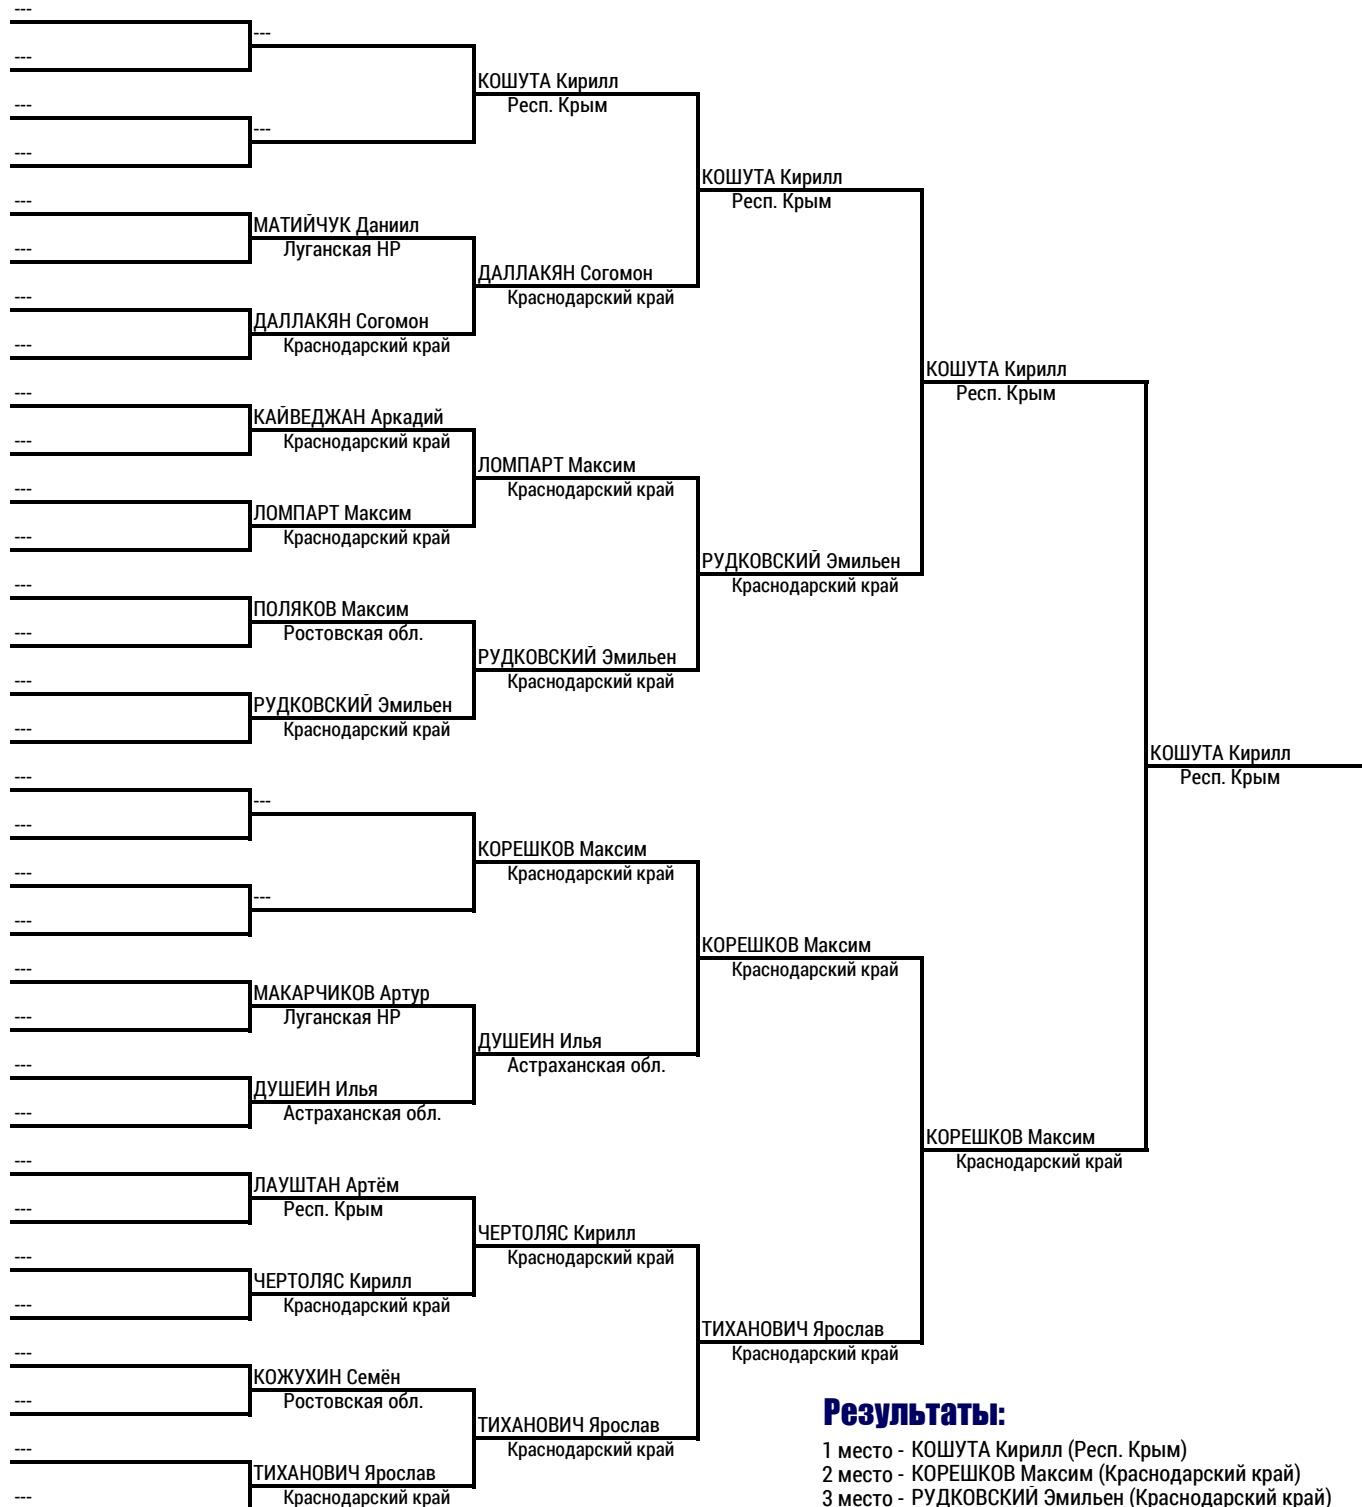 ---
---
---
---
---
---
КОШУТА Кирилл
Респ. Крым
---
---
МАТИЙЧУК Даниил
Луганская НР
---
---
ДАЛЛАКЯН Согомон
Краснодарский край
ДАЛЛАКЯН Согомон
Краснодарский край
КОШУТА Кирилл
Респ. Крым
---
---
КАЙВЕДЖАН Аркадий
Краснодарский край
---
---
ЛОМПАРТ Максим
Краснодарский край
ЛОМПАРТ Максим
Краснодарский край
---
---
ПОЛЯКОВ Максим
Ростовская обл.
---
---
РУДКОВСКИЙ Эмильен
Краснодарский край
РУДКОВСКИЙ Эмильен
Краснодарский край
РУДКОВСКИЙ Эмильен
Краснодарский край
КОШУТА Кирилл
Респ. Крым
---
---
---
---
---
---
КОРЕШКОВ Максим
Краснодарский край
---
---
МАКАРЧИКОВ Артур
Луганская НР
---
---
ДУШЕИН Илья
Астраханская обл.
ДУШЕИН Илья
Астраханская обл.
КОРЕШКОВ Максим
Краснодарский край
---
---
ЛАУШТАН Артём
Респ. Крым
---
---
ЧЕРТОЛЯС Кирилл
Краснодарский край
ЧЕРТОЛЯС Кирилл
Краснодарский край
---
---
КОЖУХИН Семён
Ростовская обл.
---
---
ТИХАНОВИЧ Ярослав
Краснодарский край
ТИХАНОВИЧ Ярослав
Краснодарский край
ТИХАНОВИЧ Ярослав
Краснодарский край
КОРЕШКОВ Максим
Краснодарский край
КОШУТА Кирилл
Респ. Крым
Результаты:
1 место - КОШУТА Кирилл (Респ. Крым)
2 место - КОРЕШКОВ Максим (Краснодарский край)
3 место - РУДКОВСКИЙ Эмильен (Краснодарский край)